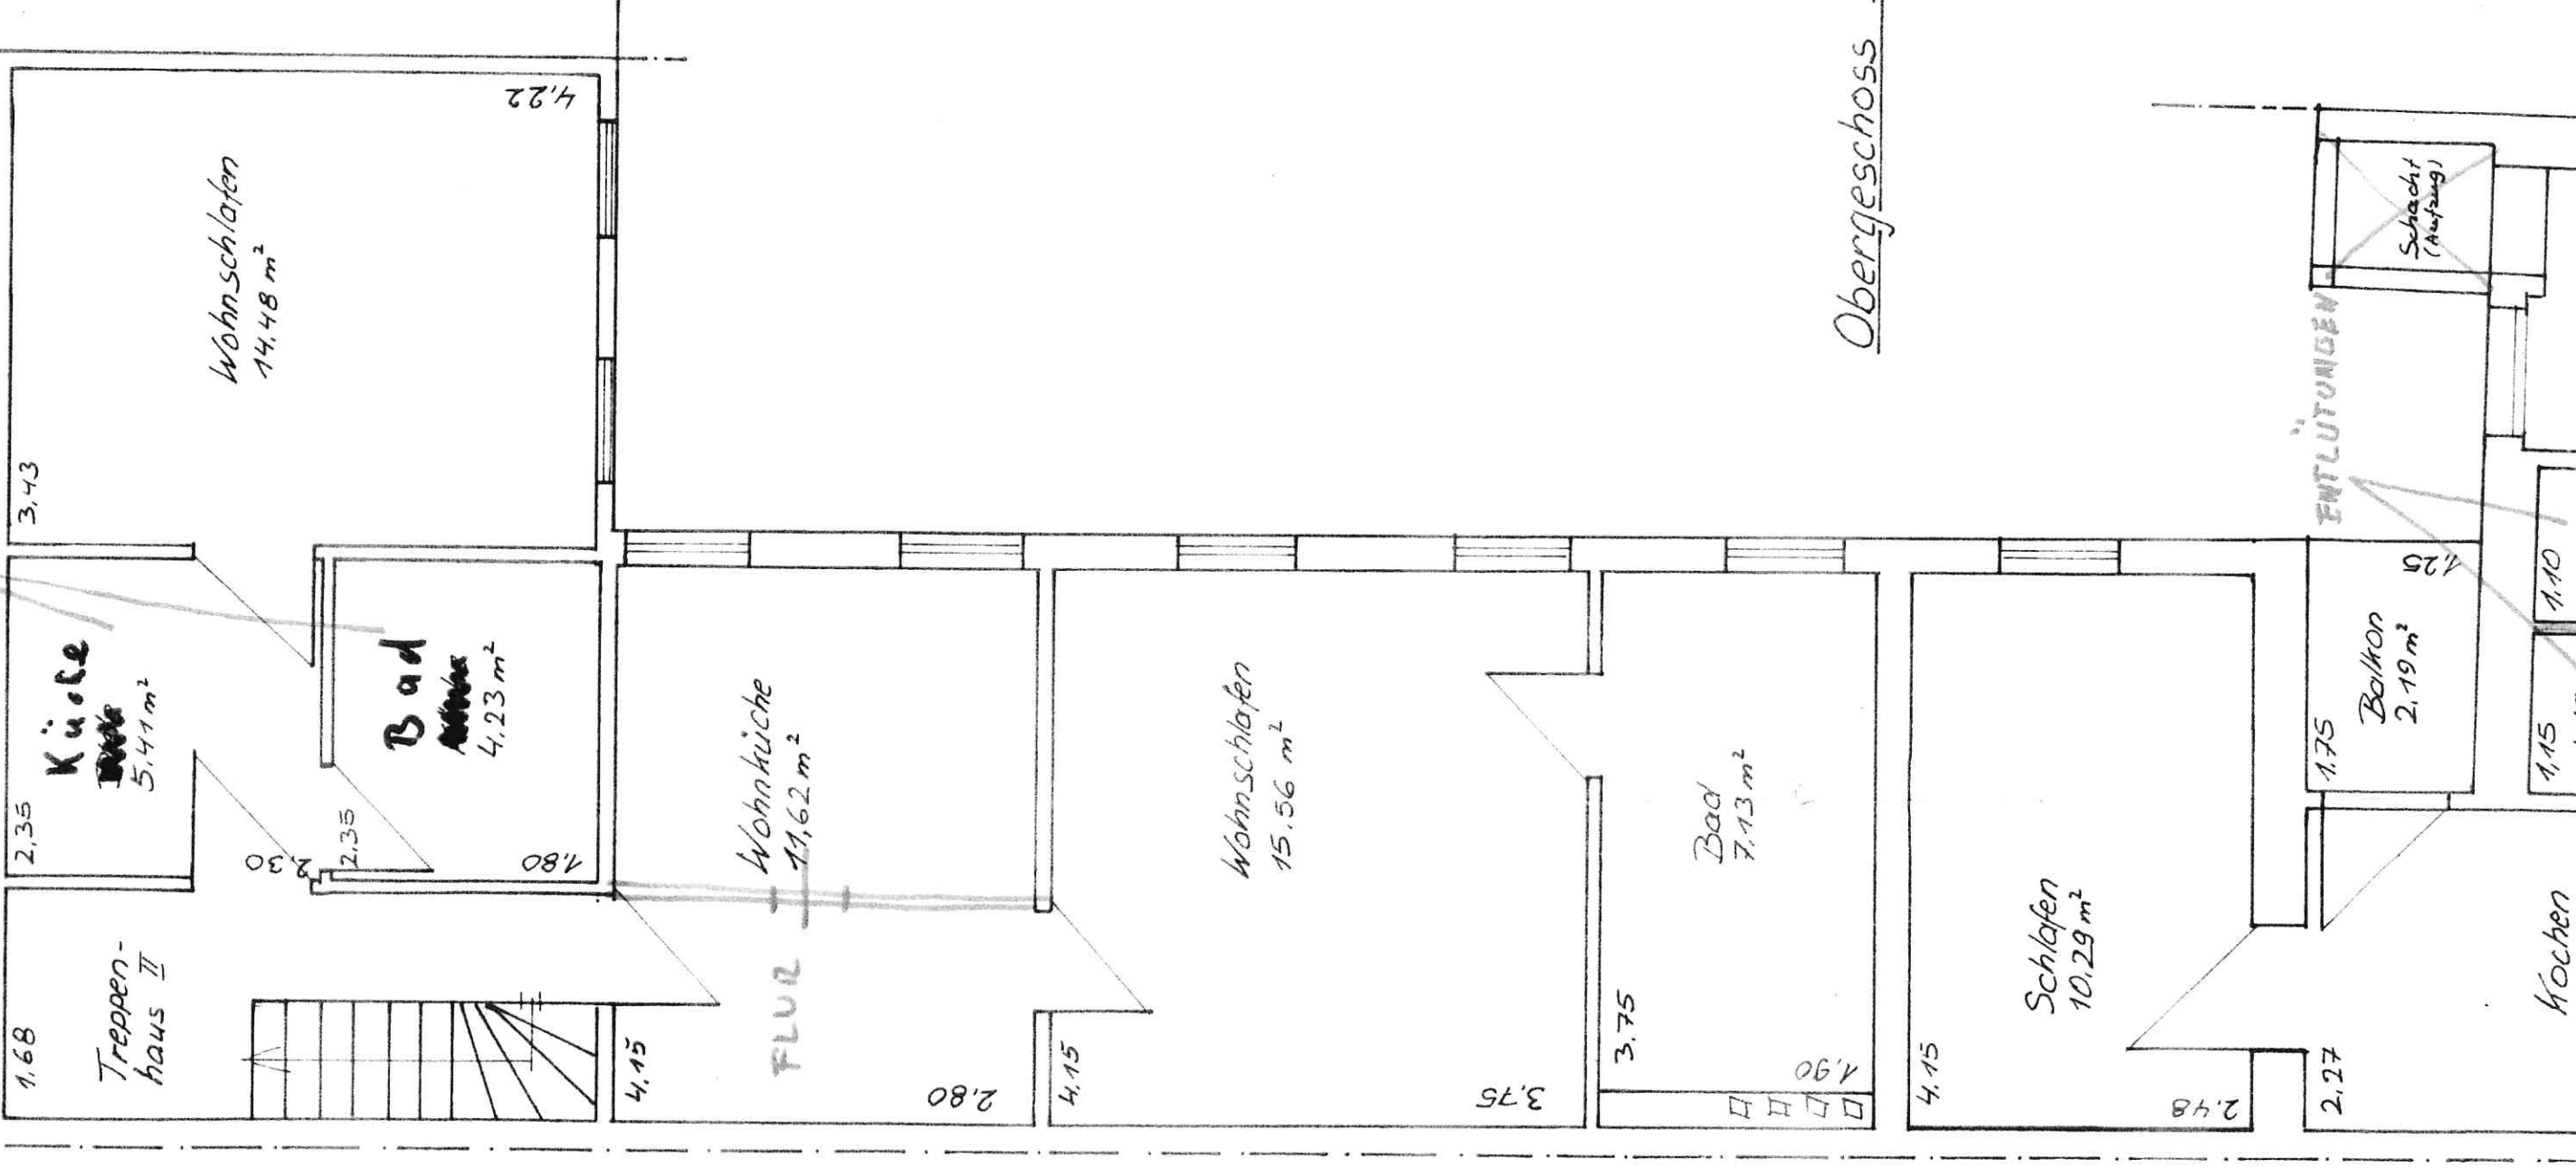 4,22
Wohnschlafen
14,48 m²
3,43
Obergeschoss
Schacht
(Aufzug)
ENTLÜTUNGEN
Küche
5,41 m²
2,35
2,30
Bad
4,23 m²
2,35
1,80
Wohnküche
11,62 m²
FLUR
4,15
2,80
Wohnschlafen
15,56 m²
4,15
3,75
Bad
7,13 m²
3.75
1,90
Schlafen
10,29 m²
4,15
2.48
Balkon
2,19 m²
1,75
1,25
1,10
1,15
Kochen
2,27
Treppen-
haus II
1,68